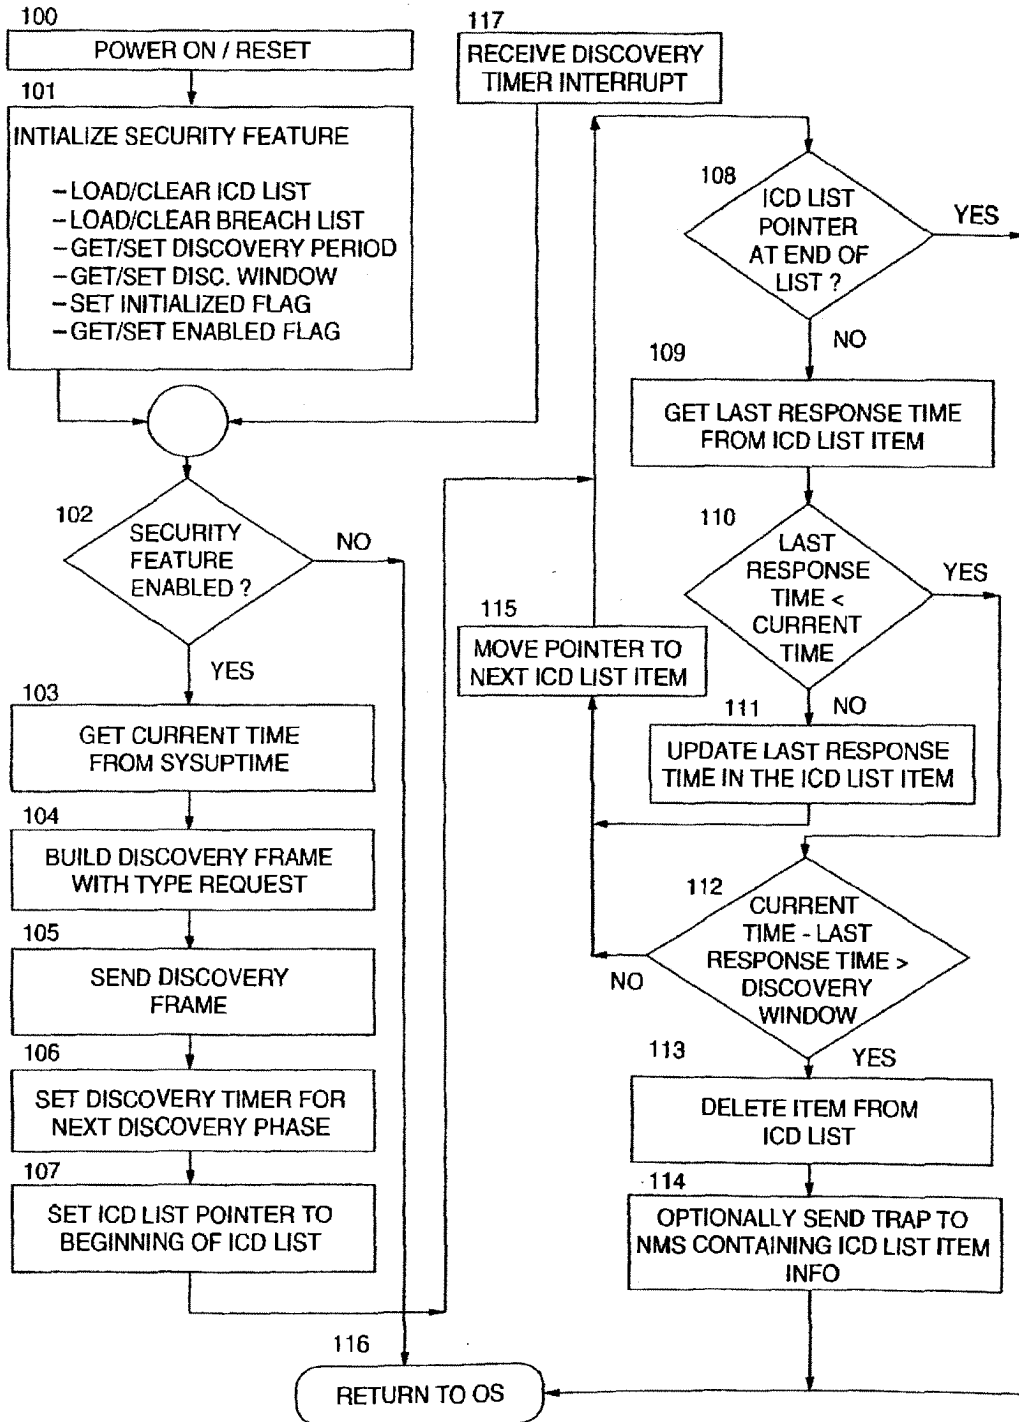 100
POWER ON / RESET
101
INTIALIZE SECURITY FEATURE
–LOAD/CLEAR ICD LIST
–LOAD/CLEAR BREACH LIST
–GET/SET DISCOVERY PERIOD
–GET/SET DISC. WINDOW
–SET INITIALIZED FLAG
–GET/SET ENABLED FLAG
117
RECEIVE DISCOVERY
TIMER INTERRUPT
102
SECURITY
FEATURE
ENABLED ?
NO
YES
103
GET CURRENT TIME
FROM SYSUPTIME
104
BUILD DISCOVERY FRAME
WITH TYPE REQUEST
105
SEND DISCOVERY
FRAME
106
SET DISCOVERY TIMER FOR
NEXT DISCOVERY PHASE
107
SET ICD LIST POINTER TO
BEGINNING OF ICD LIST
108
ICD LIST
POINTER
AT END OF
LIST ?
YES
NO
109
GET LAST RESPONSE TIME
FROM ICD LIST ITEM
110
LAST
RESPONSE
TIME <
CURRENT
TIME
YES
NO
111
UPDATE LAST RESPONSE
TIME IN THE ICD LIST ITEM
115
MOVE POINTER TO
NEXT ICD LIST ITEM
112
CURRENT
TIME - LAST
RESPONSE TIME >
DISCOVERY
WINDOW
NO
YES
113
DELETE ITEM FROM
ICD LIST
114
OPTIONALLY SEND TRAP TO
NMS CONTAINING ICD LIST ITEM
INFO
116
RETURN TO OS